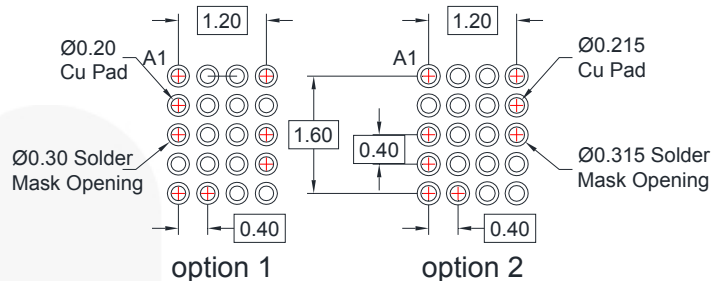 1.20
A1
Ø0.20
Cu Pad
Ø0.30 Solder
Mask Opening
0.40
option 1
1.60
0.40
1.20
A1
Ø0.215
Cu Pad
Ø0.315 Solder
Mask Opening
0.40
option 2